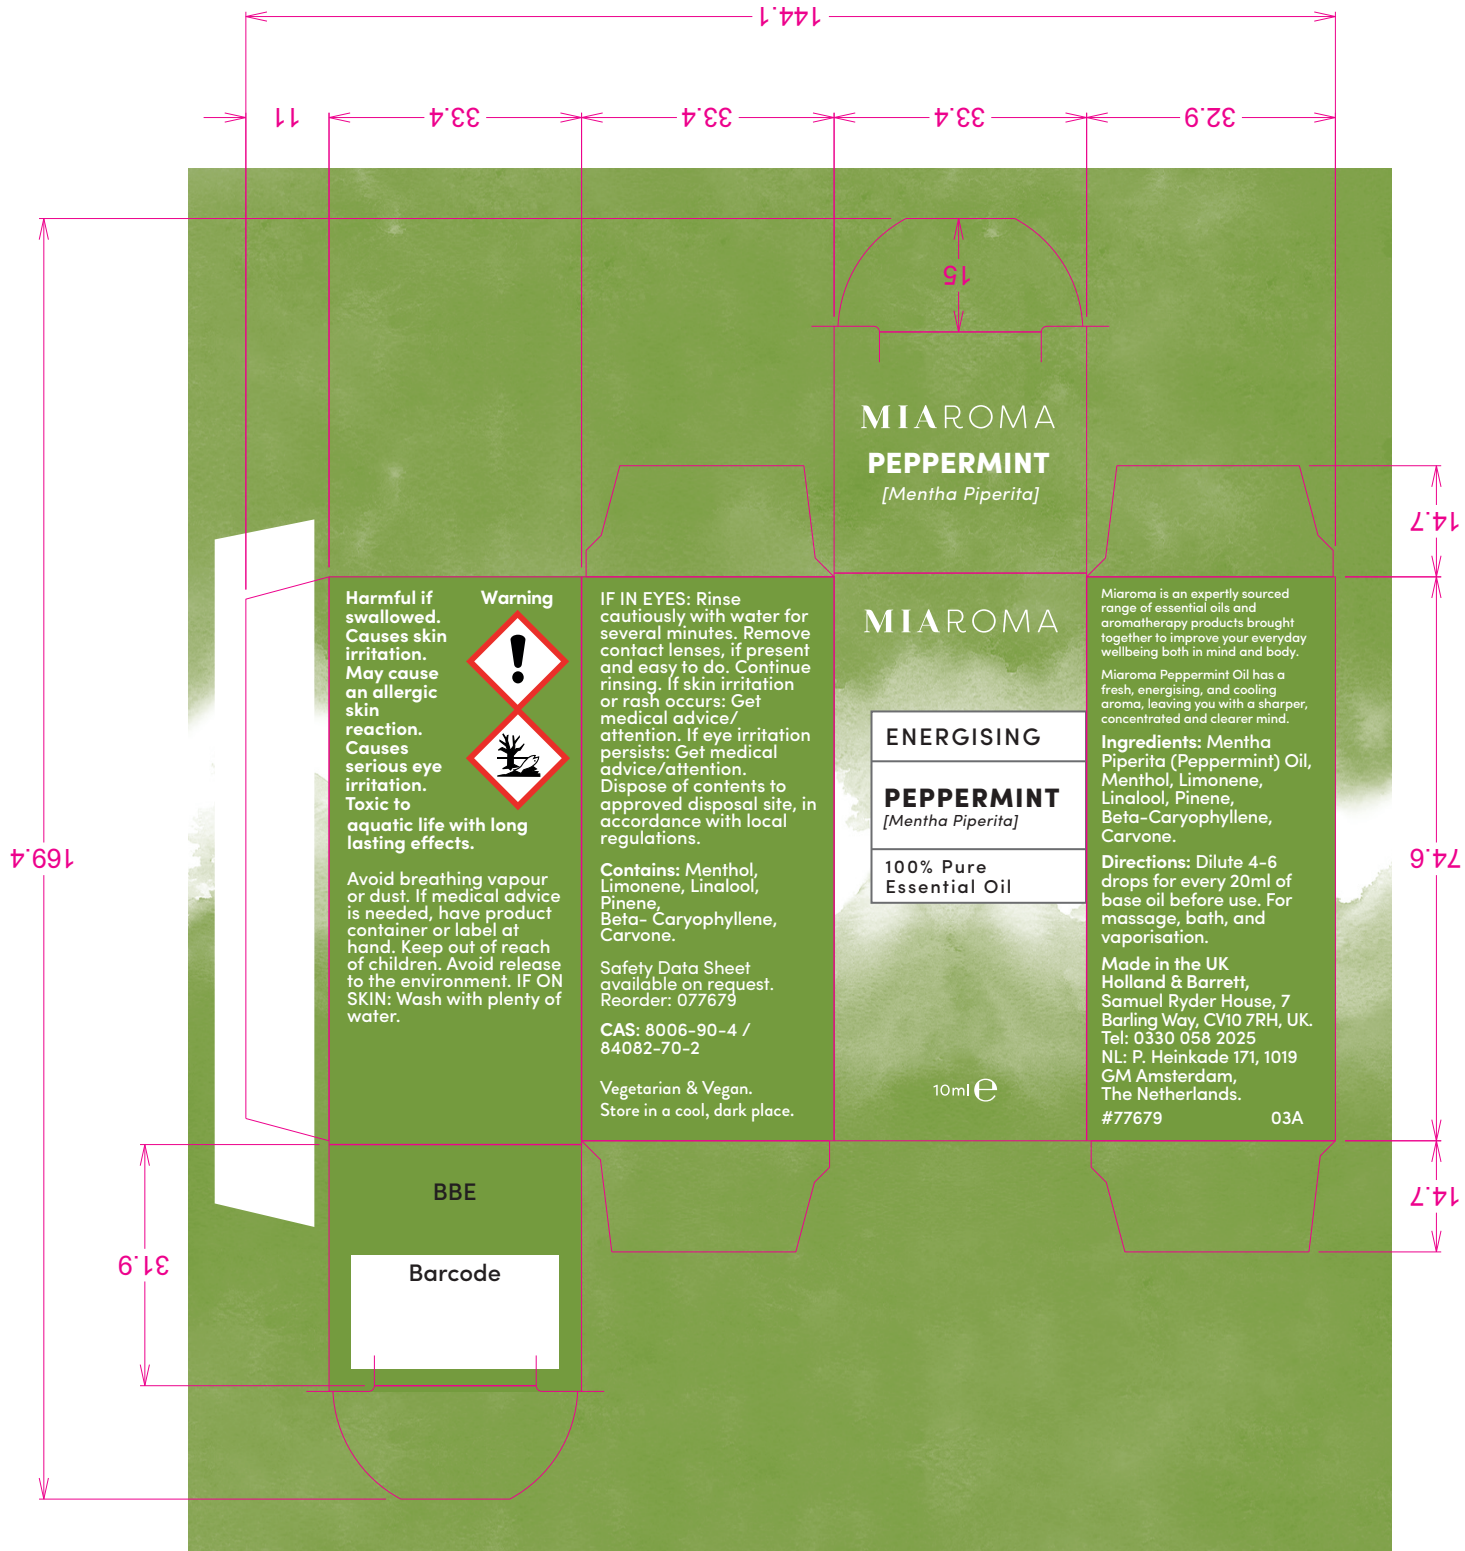 144.1
11
33.4
33.4
33.4
32.9
15
MIAROMA
PEPPERMINT
[Mentha Piperita]
14.7
169.4
Harmful if
swallowed.
Causes skin
irritation.
May cause
an allergic
skin
reaction.
Causes
serious eye
irritation.
Toxic to
aquatic life with long
lasting effects.
Warning
Avoid breathing vapour
or dust. If medical advice
is needed, have product
container or label at
hand. Keep out of reach
of children. Avoid release
to the environment. IF ON
SKIN: Wash with plenty of
water.
IF IN EYES: Rinse
cautiously with water for
several minutes. Remove
contact lenses, if present
and easy to do. Continue
rinsing. If skin irritation
or rash occurs: Get
medical advice/
attention. If eye irritation
persists: Get medical
advice/attention.
Dispose of contents to
approved disposal site, in
accordance with local
regulations.
Contains: Menthol,
Limonene, Linalool,
Pinene,
Beta- Caryophyllene,
Carvone.
Safety Data Sheet
available on request.
Reorder: 077679
CAS: 8006-90-4 /
84082-70-2
Vegetarian & Vegan.
Store in a cool, dark place.
MIAROMA
ENERGISING
PEPPERMINT
[Mentha Piperita]
100% Pure
Essential Oil
10ml e
Miaroma is an expertly sourced
range of essential oils and
aromatherapy products brought
together to improve your everyday
wellbeing both in mind and body.
Miaroma Peppermint Oil has a
fresh, energising, and cooling
aroma, leaving you with a sharper,
concentrated and clearer mind.
Ingredients: Mentha
Piperita (Peppermint) Oil,
Menthol, Limonene,
Linalool, Pinene,
Beta-Caryophyllene,
Carvone.
Directions: Dilute 4-6
drops for every 20ml of
base oil before use. For
massage, bath, and
vaporisation.
Made in the UK
Holland & Barrett,
Samuel Ryder House, 7
Barling Way, CV10 7RH, UK.
Tel: 0330 058 2025
NL: P. Heinkade 171, 1019
GM Amsterdam,
The Netherlands.
#77679 03A
74.6
14.7
31.9
BBE
Barcode